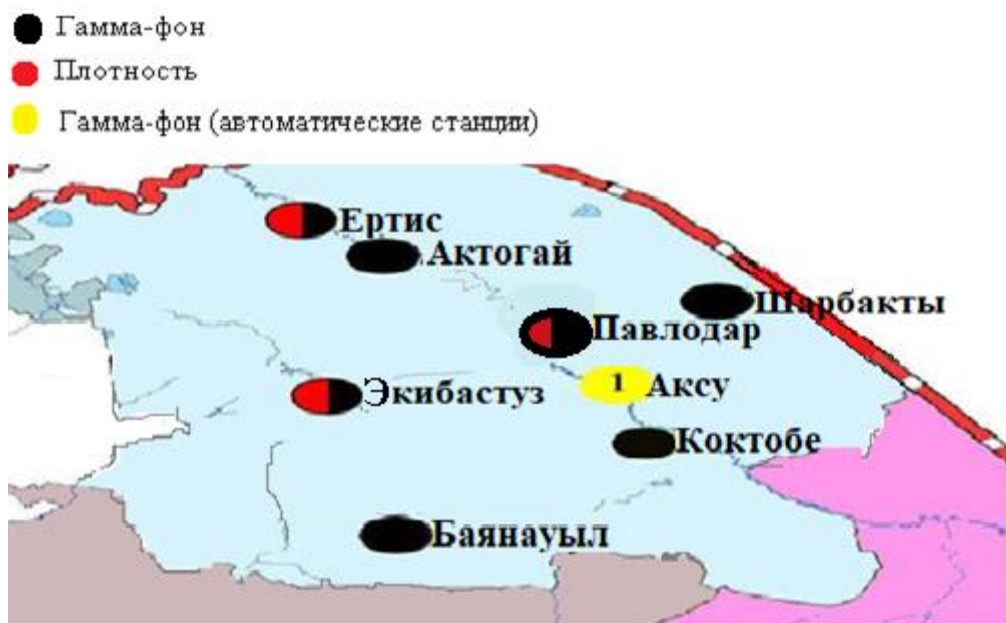 Гамма-фон
Плотность
Гамма-фон (автоматические станции)
Ертис
Актогай
Шарбакты
Павлодар
1 Аксу
Экибастуз
Коктобе
Баянауыл